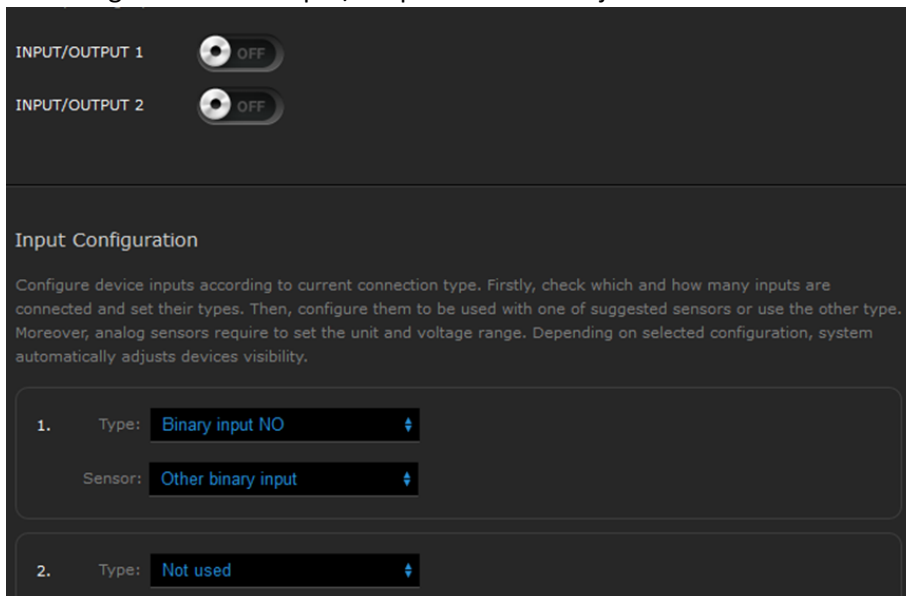 INPUT/OUTPUT 1 OFF
INPUT/OUTPUT 2 OFF
Input Configuration
Configure device inputs according to current connection type. Firstly, check which and how many inputs are
connected and set their types. Then, configure them to be used with one of suggested sensors or use the other type.
Moreover, analog sensors require to set the unit and voltage range. Depending on selected configuration, system
automatically adjusts devices visibility.
1. Type: Binary input NO
Sensor: Other binary input
2. Type: Not used